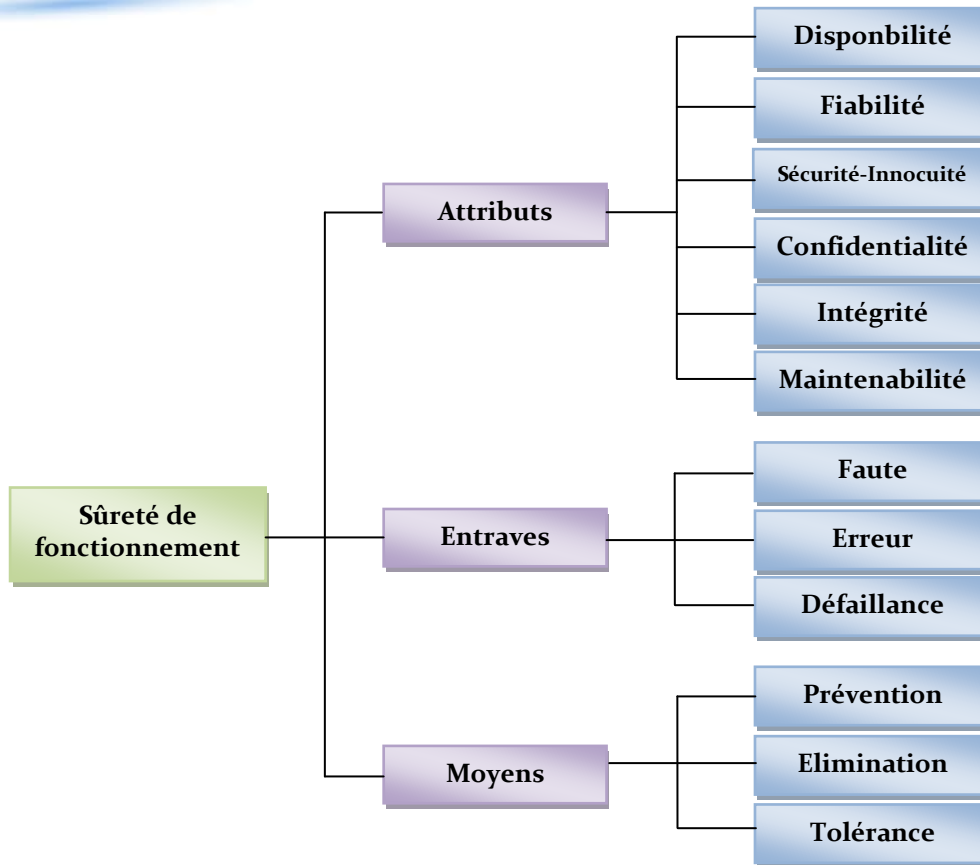 Disponbilité
Fiabilité
Sécurité-Innocuité
Attributs
Confidentialité
Intégrité
Maintenabilité
Sûreté de
fonctionnement
Entraves
Faute
Erreur
Défaillance
Moyens
Prévention
Elimination
Tolérance